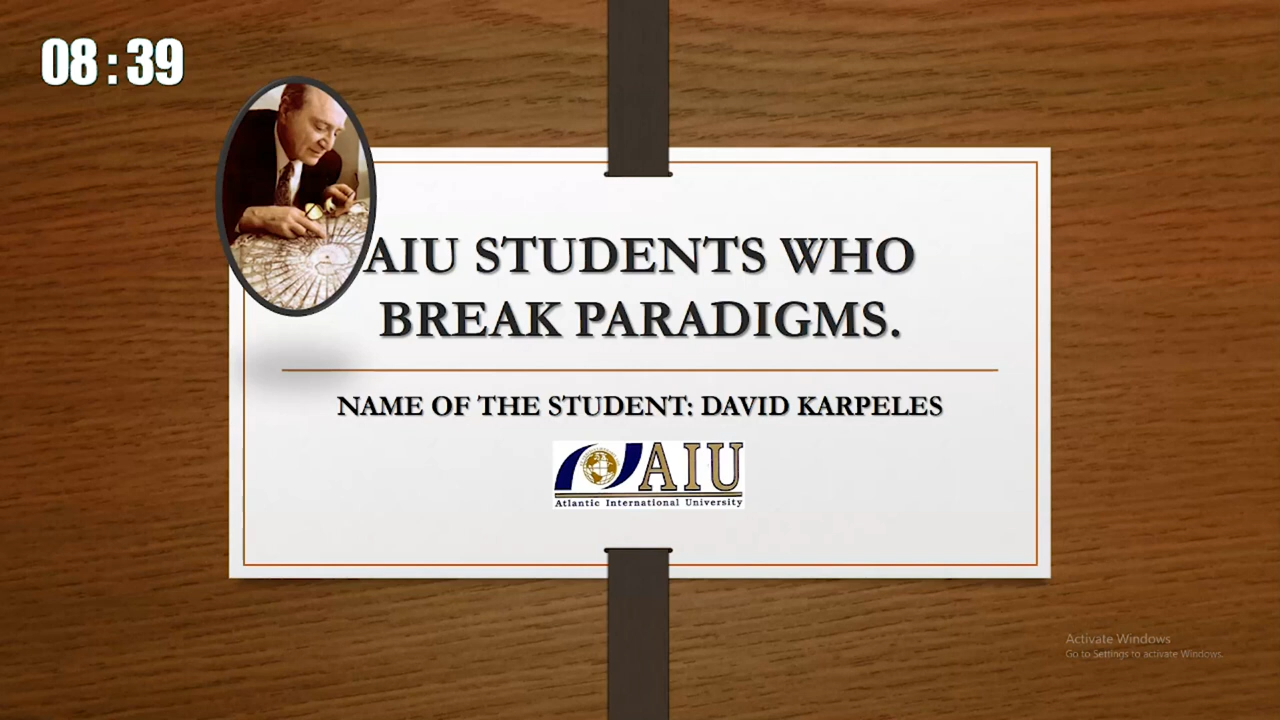 08 : 39
AIU STUDENTS WHO
BREAK PARADIGMS.
NAME OF THE STUDENT: DAVID KARPELES
AIU
Atlantic International University
Activate Windows
Go to Settings to activate Windows.